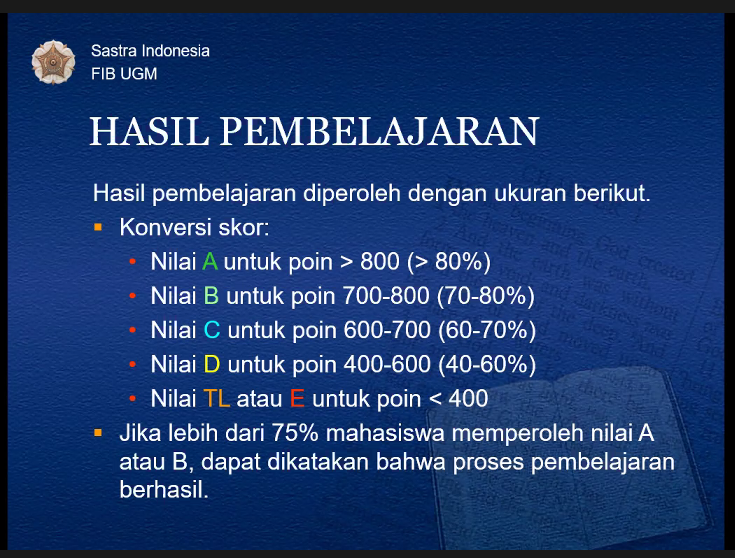 Sastra Indonesia
FIB UGM
HASIL PEMBELAJARAN
Hasil pembelajaran diperoleh dengan ukuran berikut.
▪ Konversi skor:
• Nilai A untuk poin > 800 (> 80%)
• Nilai B untuk poin 700-800 (70-80%)
• Nilai C untuk poin 600-700 (60-70%)
• Nilai D untuk poin 400-600 (40-60%)
• Nilai TL atau E untuk poin < 400
▪ Jika lebih dari 75% mahasiswa memperoleh nilai A
atau B, dapat dikatakan bahwa proses pembelajaran
berhasil.